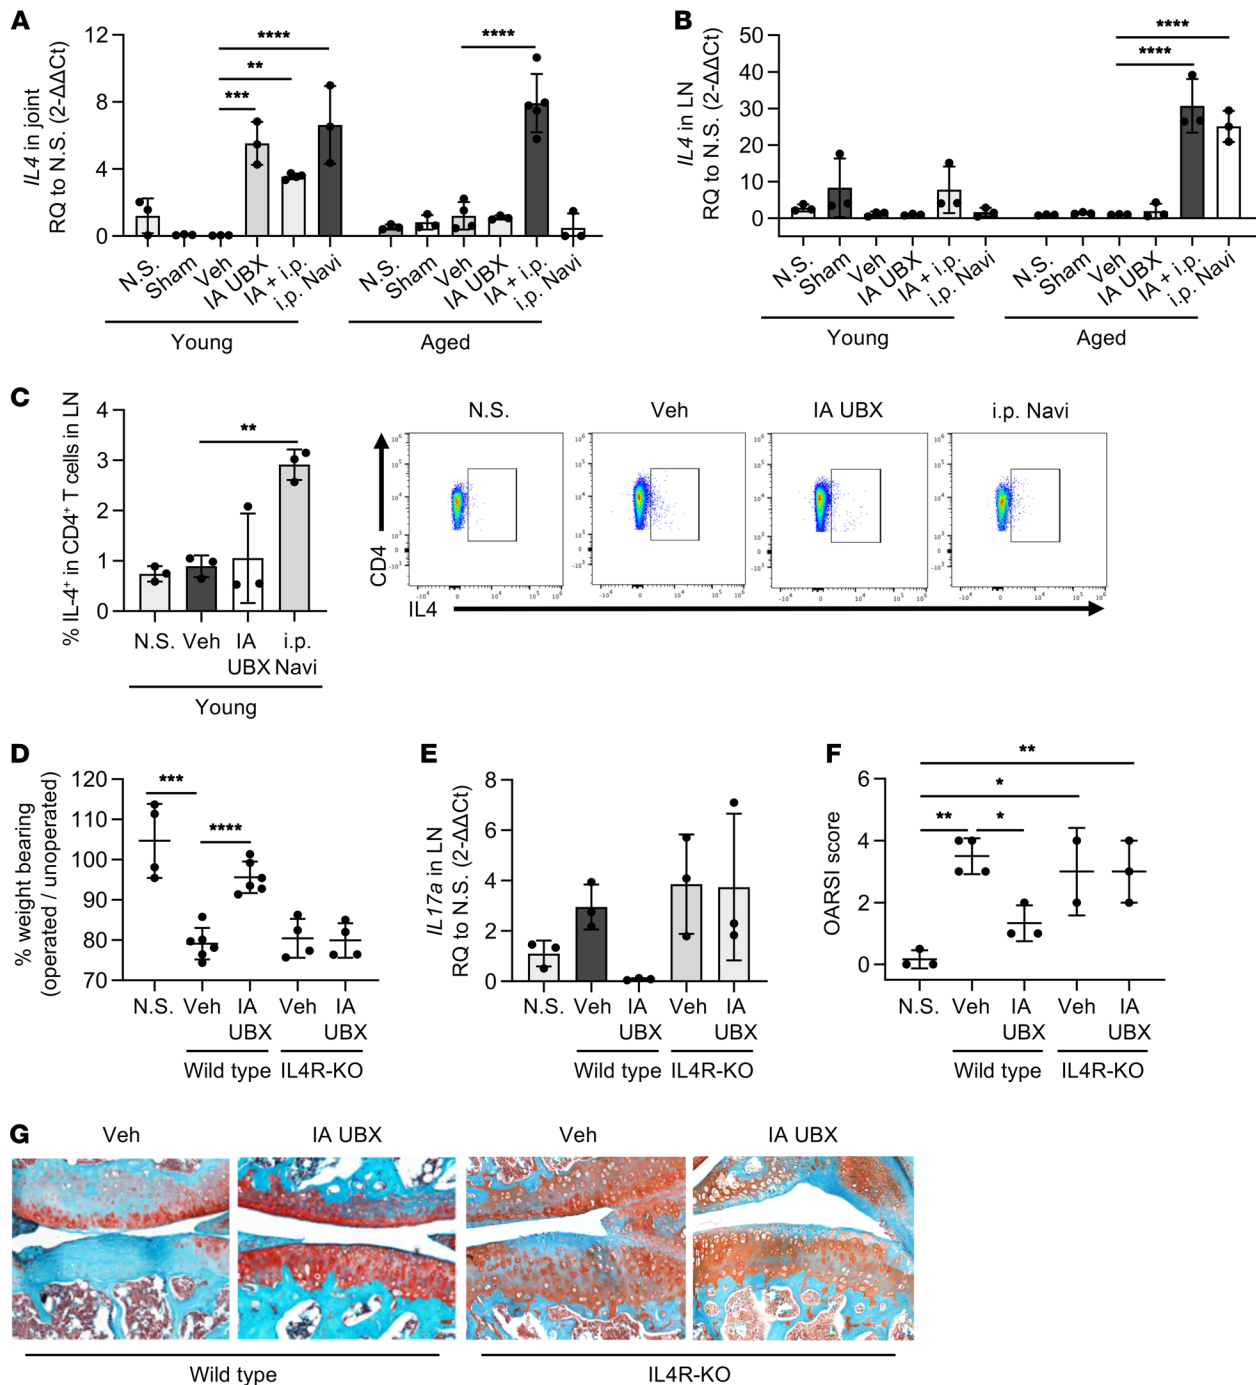 A
IL4 in joint
RQ to N.S. (2-ΔΔCt)
12
8
4
0
****
**
***
****
N.S.
Sham
Veh
IA UBX
IA + i.p.
i.p. Navi
N.S.
Sham
Veh
IA UBX
IA + i.p.
i.p. Navi
Young
Aged
B
IL4 in LN
RQ to N.S. (2-ΔΔCt)
50
40
30
20
10
0
****
****
N.S.
Sham
Veh
IA UBX
IA + i.p.
i.p. Navi
N.S.
Sham
Veh
IA UBX
IA + i.p.
i.p. Navi
Young
Aged
C
% IL-4+ in CD4+ T cells in LN
4
3
2
1
0
**
N.S.
Veh
IA
UBX
i.p.
Navi
Young
N.S.
Veh
IA UBX
i.p. Navi
CD4
IL4
D
% weight bearing
(operated / unoperated)
120
110
100
90
80
70
***
****
N.S.
Veh
IA
UBX
Veh
IA
UBX
Wild type
IL4R-KO
E
IL17a in LN
RQ to N.S. (2-ΔΔCt)
8
6
4
2
0
N.S.
Veh
IA
UBX
Veh
IA
UBX
Wild type
IL4R-KO
F
OARSI score
6
4
2
0
**
*
**
*
N.S.
Veh
IA
UBX
Veh
IA
UBX
Wild type
IL4R-KO
G
Veh
IA UBX
Veh
IA UBX
Wild type
IL4R-KO